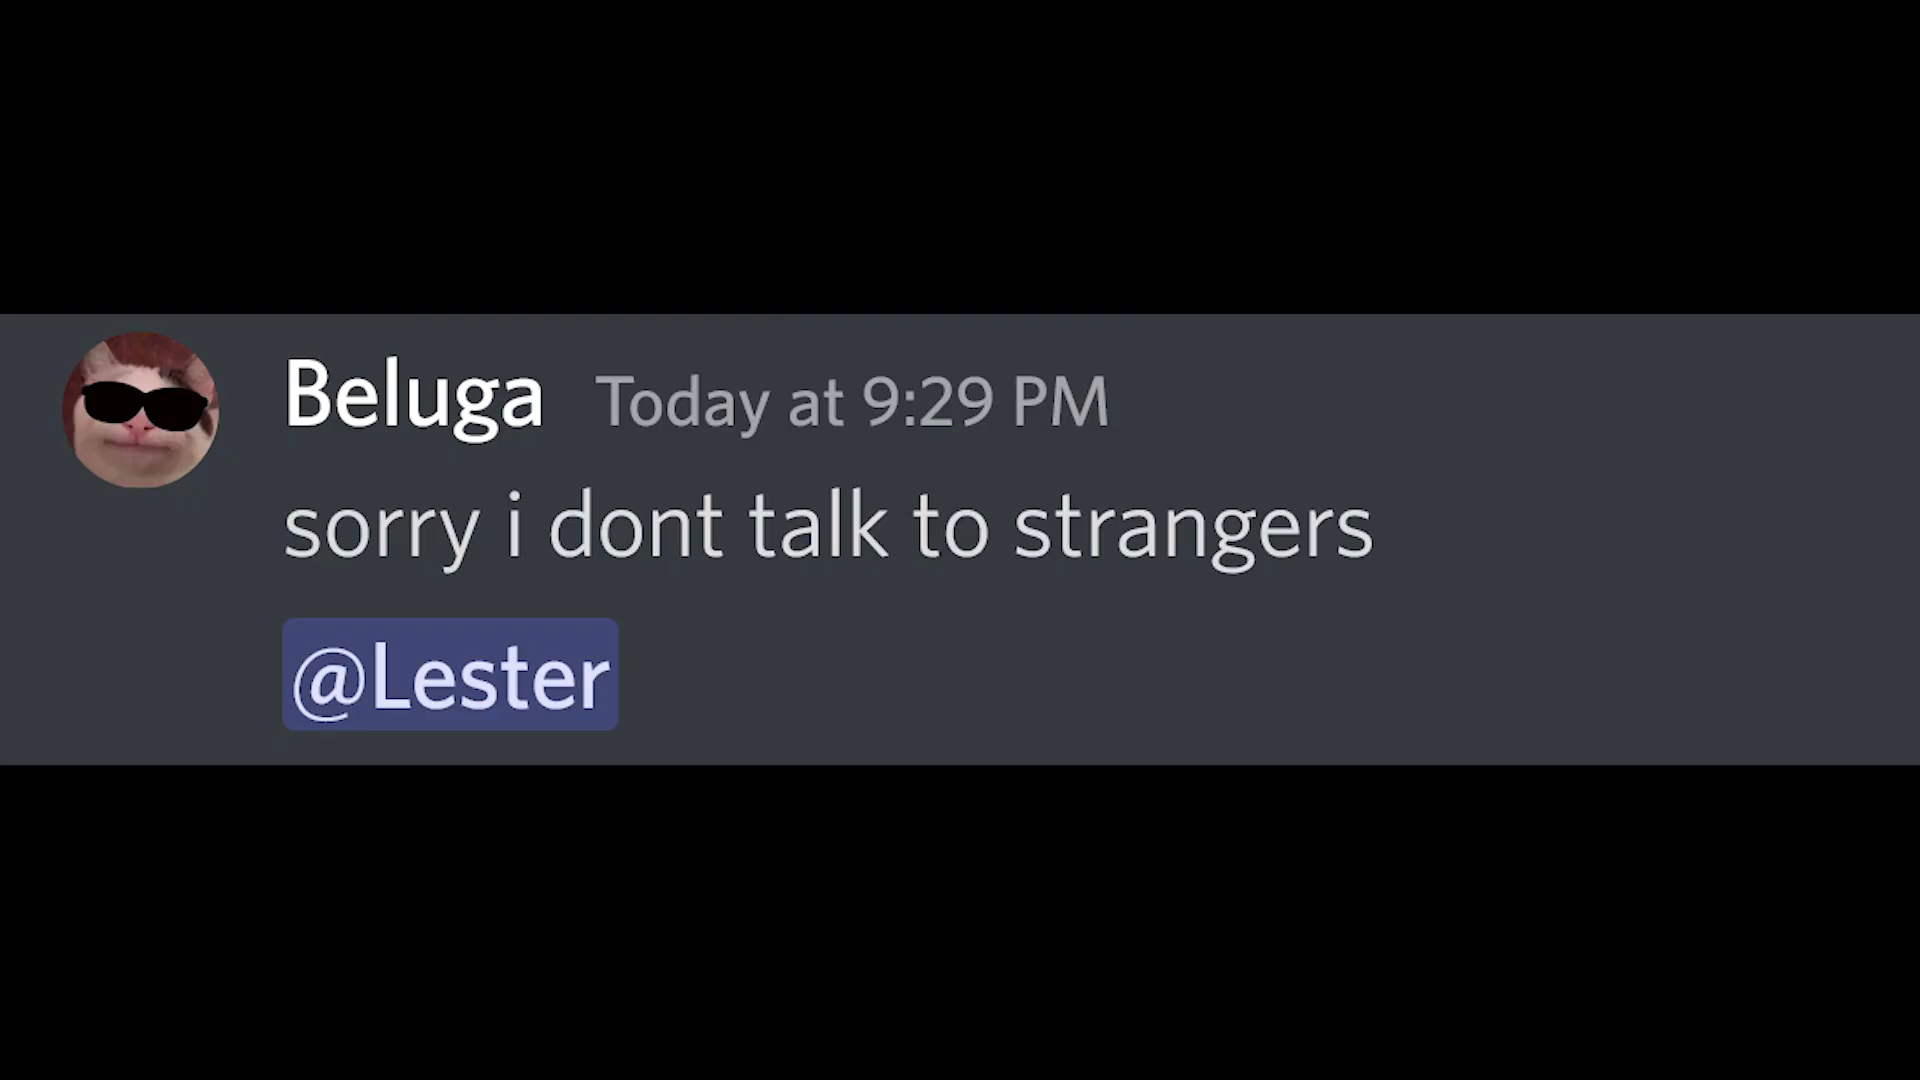 Beluga Today at 9:29 PM
sorry i dont talk to strangers
@Lester